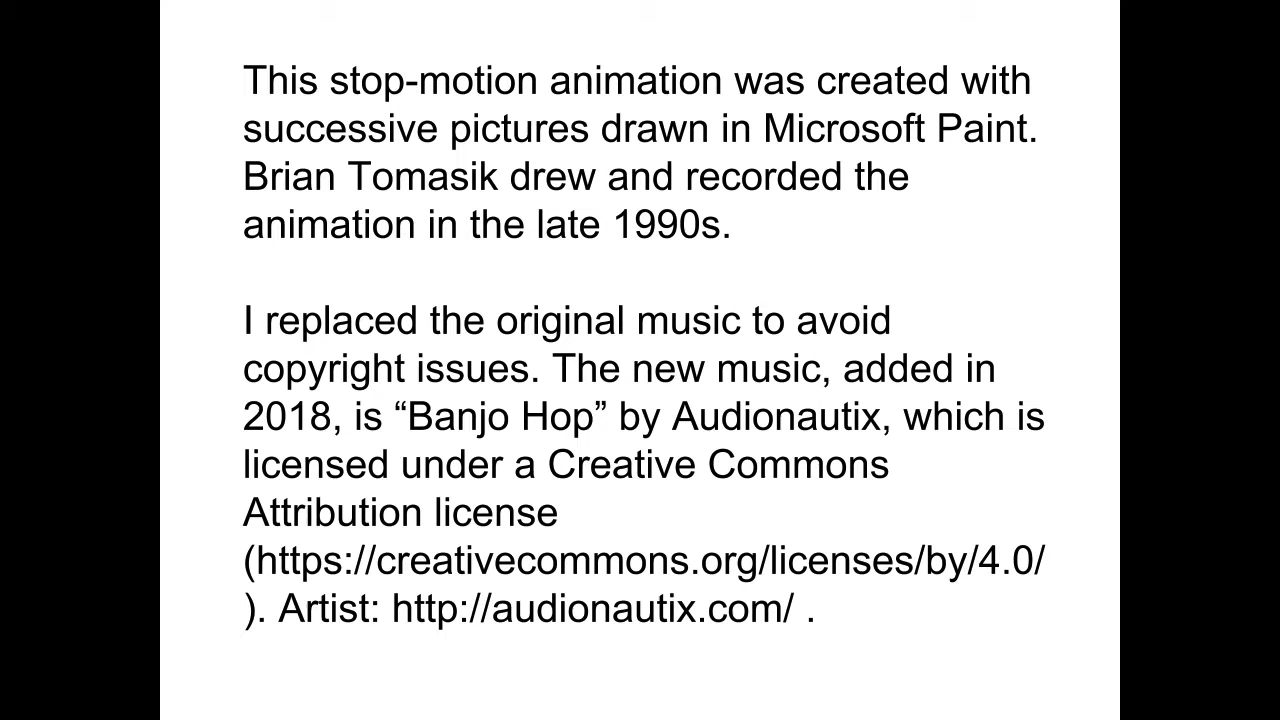 This stop-motion animation was created with
successive pictures drawn in Microsoft Paint.
Brian Tomasik drew and recorded the
animation in the late 1990s.
I replaced the original music to avoid
copyright issues. The new music, added in
2018, is “Banjo Hop” by Audionautix, which is
licensed under a Creative Commons
Attribution license
(https://creativecommons.org/licenses/by/4.0/
). Artist: http://audionautix.com/ .